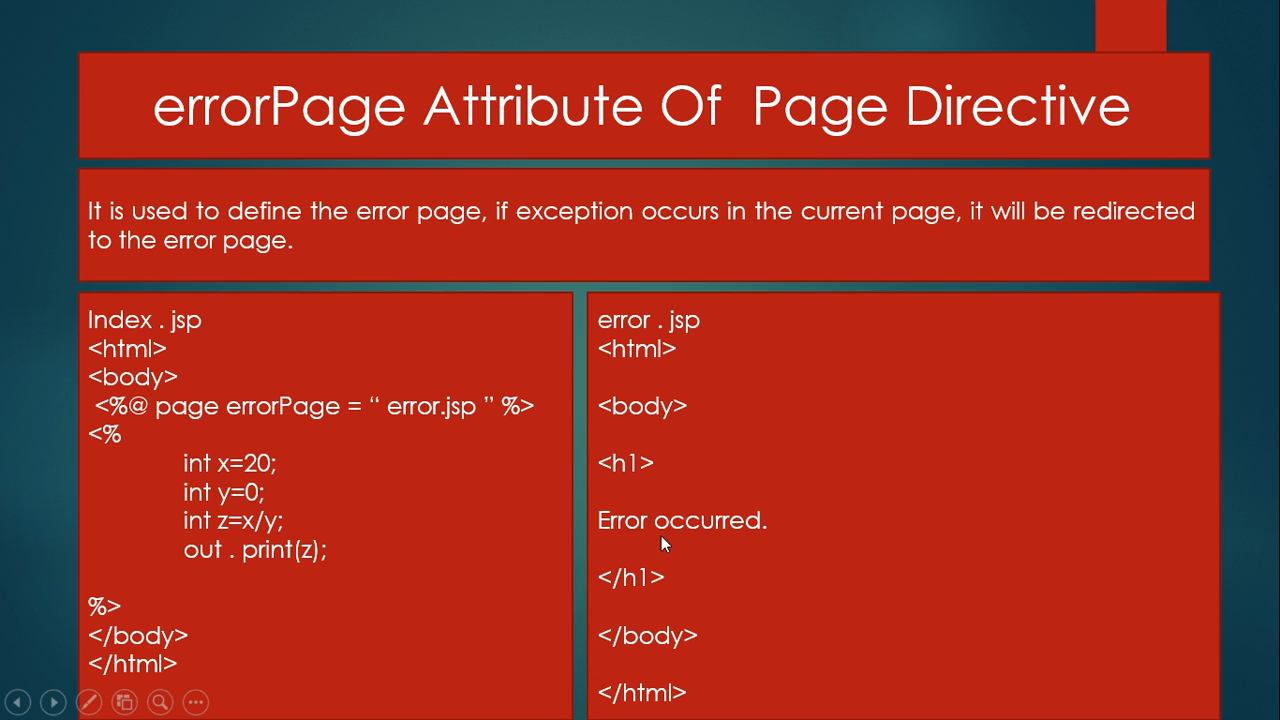 errorPage Attribute Of Page Directive
It is used to define the error page, if exception occurs in the current page, it will be redirected
to the error page.
Index . jsp
<html>
<body>
<%@ page errorPage = “ error.jsp ” %>
<%
int x=20;
int y=0;
int z=x/y;
out . print(z);
%>
</body>
</html>
error . jsp
<html>
<body>
<h1>
Error occurred.
</h1>
</body>
</html>